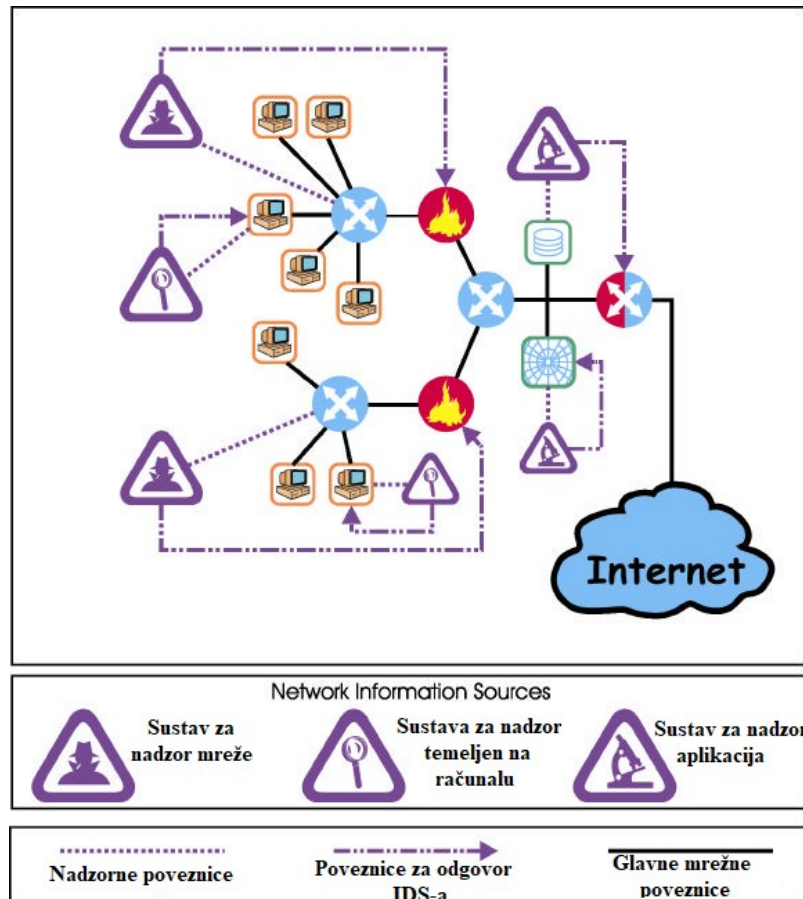 Internet
Network Information Sources
Sustav za
nadzor mreže
Sustava za nadzor
temeljen na
računalu
Sustav za nadzor
aplikacija
Nadzorne poveznice
Poveznice za odgovor
IDS-a
Glavne mrežne
poveznice